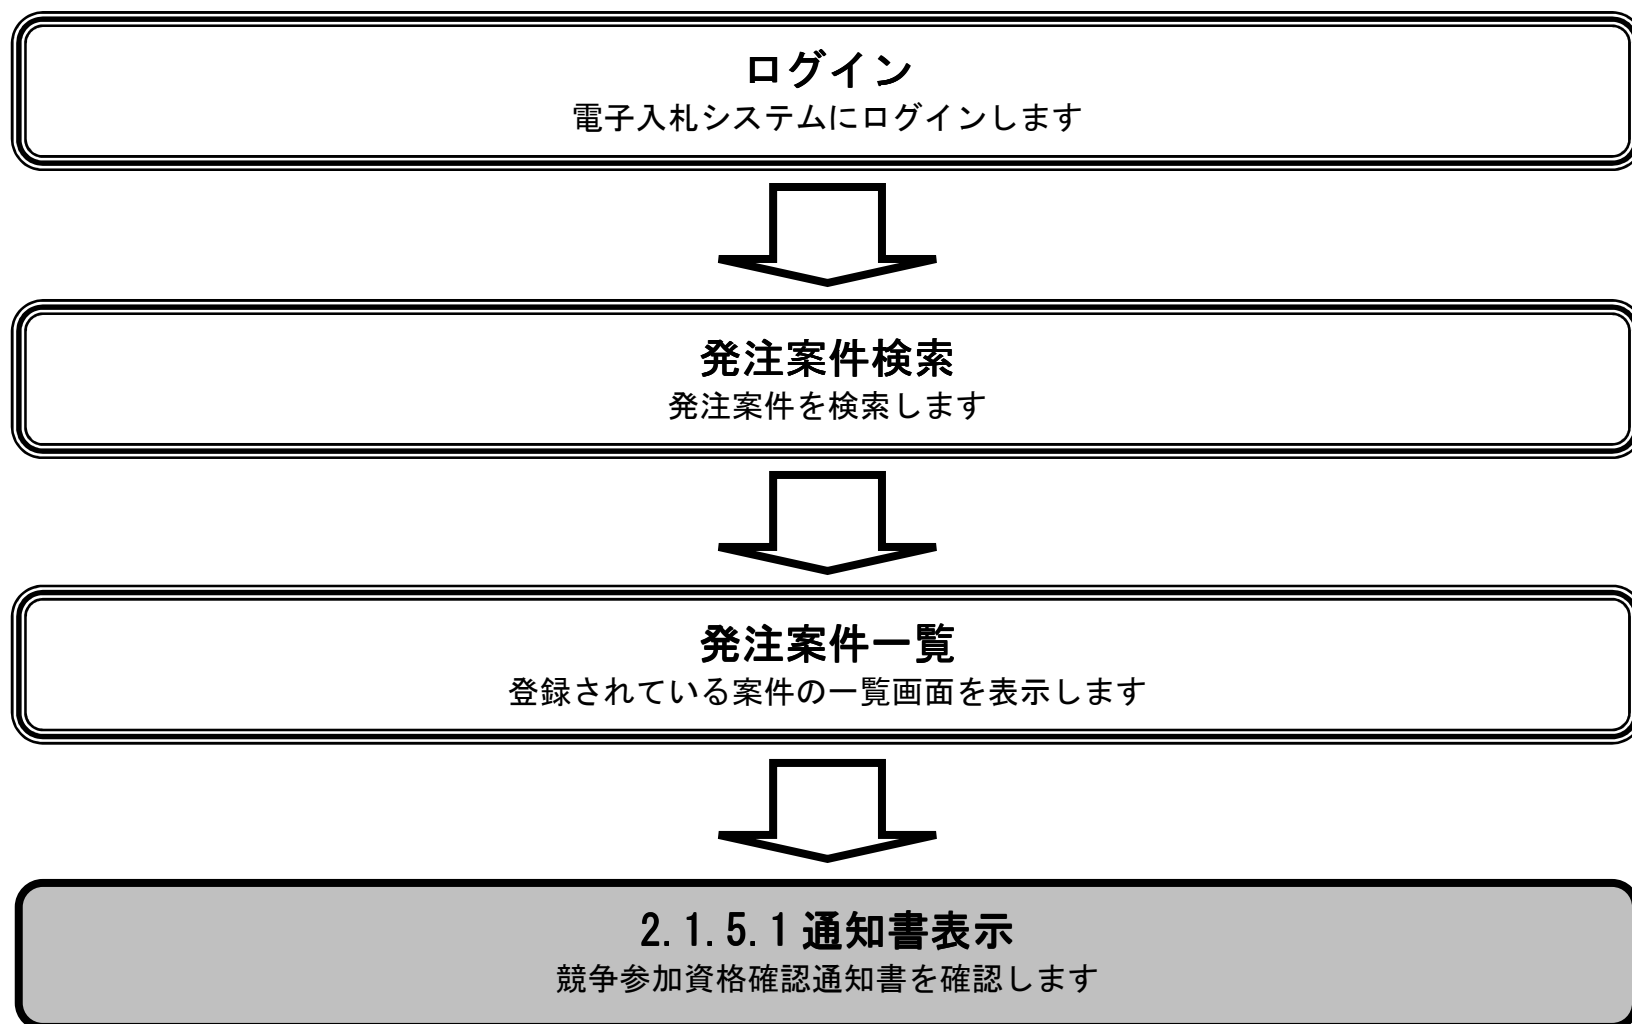 ログイン
電子入札システムにログインします
発注案件検索
発注案件を検索します
発注案件一覧
登録されている案件の一覧画面を表示します
2.1.5.1通知書表示
競争参加資格確認通知書を確認します